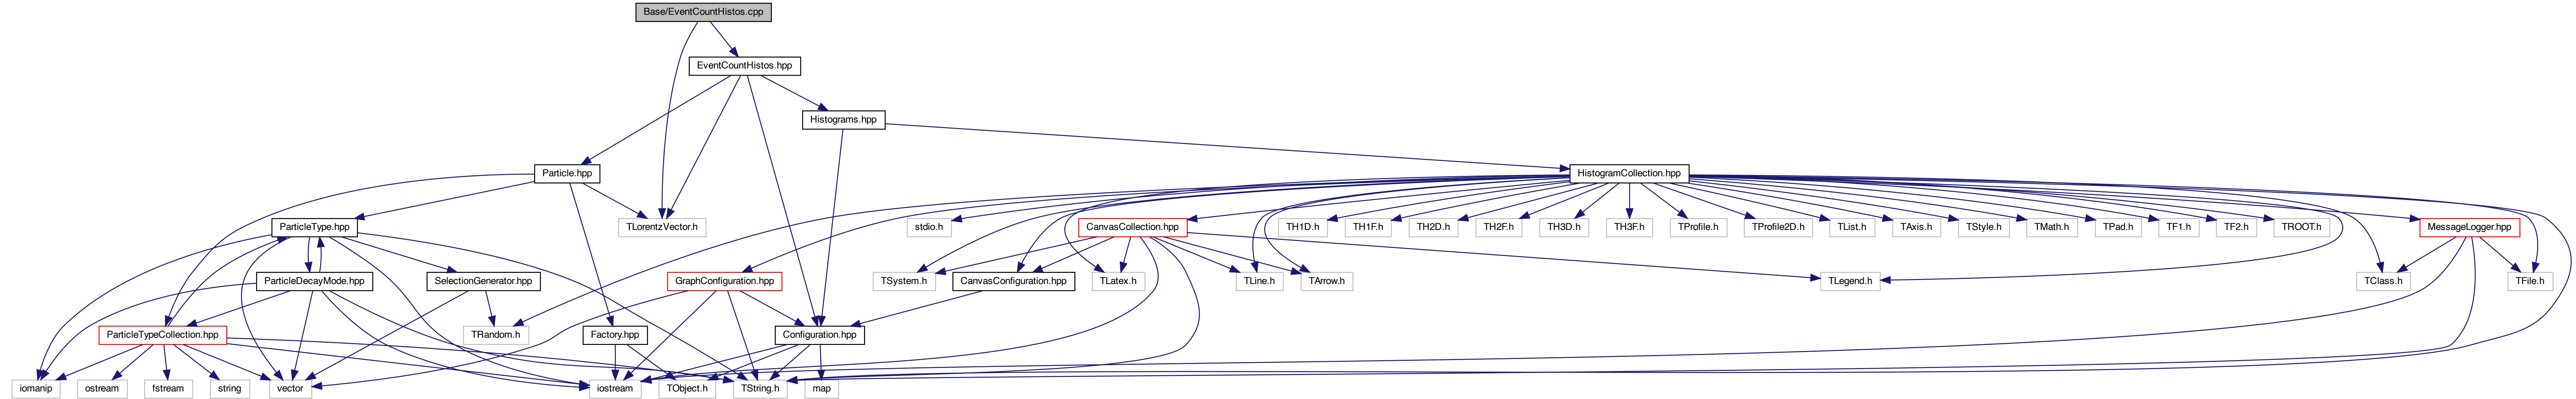 Base/EventCountHistos.cpp
EventCountHistos.hpp
Histograms.hpp
Particle.hpp
HistogramCollection.hpp
ParticleType.hpp
TLorentzVector.h
stdio.h
CanvasCollection.hpp
TH1D.h
TH1F.h
TH2D.h
TH2F.h
TH3D.h
TH3F.h
TProfile.h
TProfile2D.h
TList.h
TAxis.h
TStyle.h
TMath.h
TPad.h
TF1.h
TF2.h
TROOT.h
MessageLogger.hpp
ParticleDecayMode.hpp
SelectionGenerator.hpp
GraphConfiguration.hpp
TSystem.h
CanvasConfiguration.hpp
TLatex.h
TLine.h
TArrow.h
TLegend.h
TClass.h
TFile.h
ParticleTypeCollection.hpp
TRandom.h
Factory.hpp
Configuration.hpp
iomanip
ostream
fstream
string
vector
iostream
TObject.h
TString.h
map